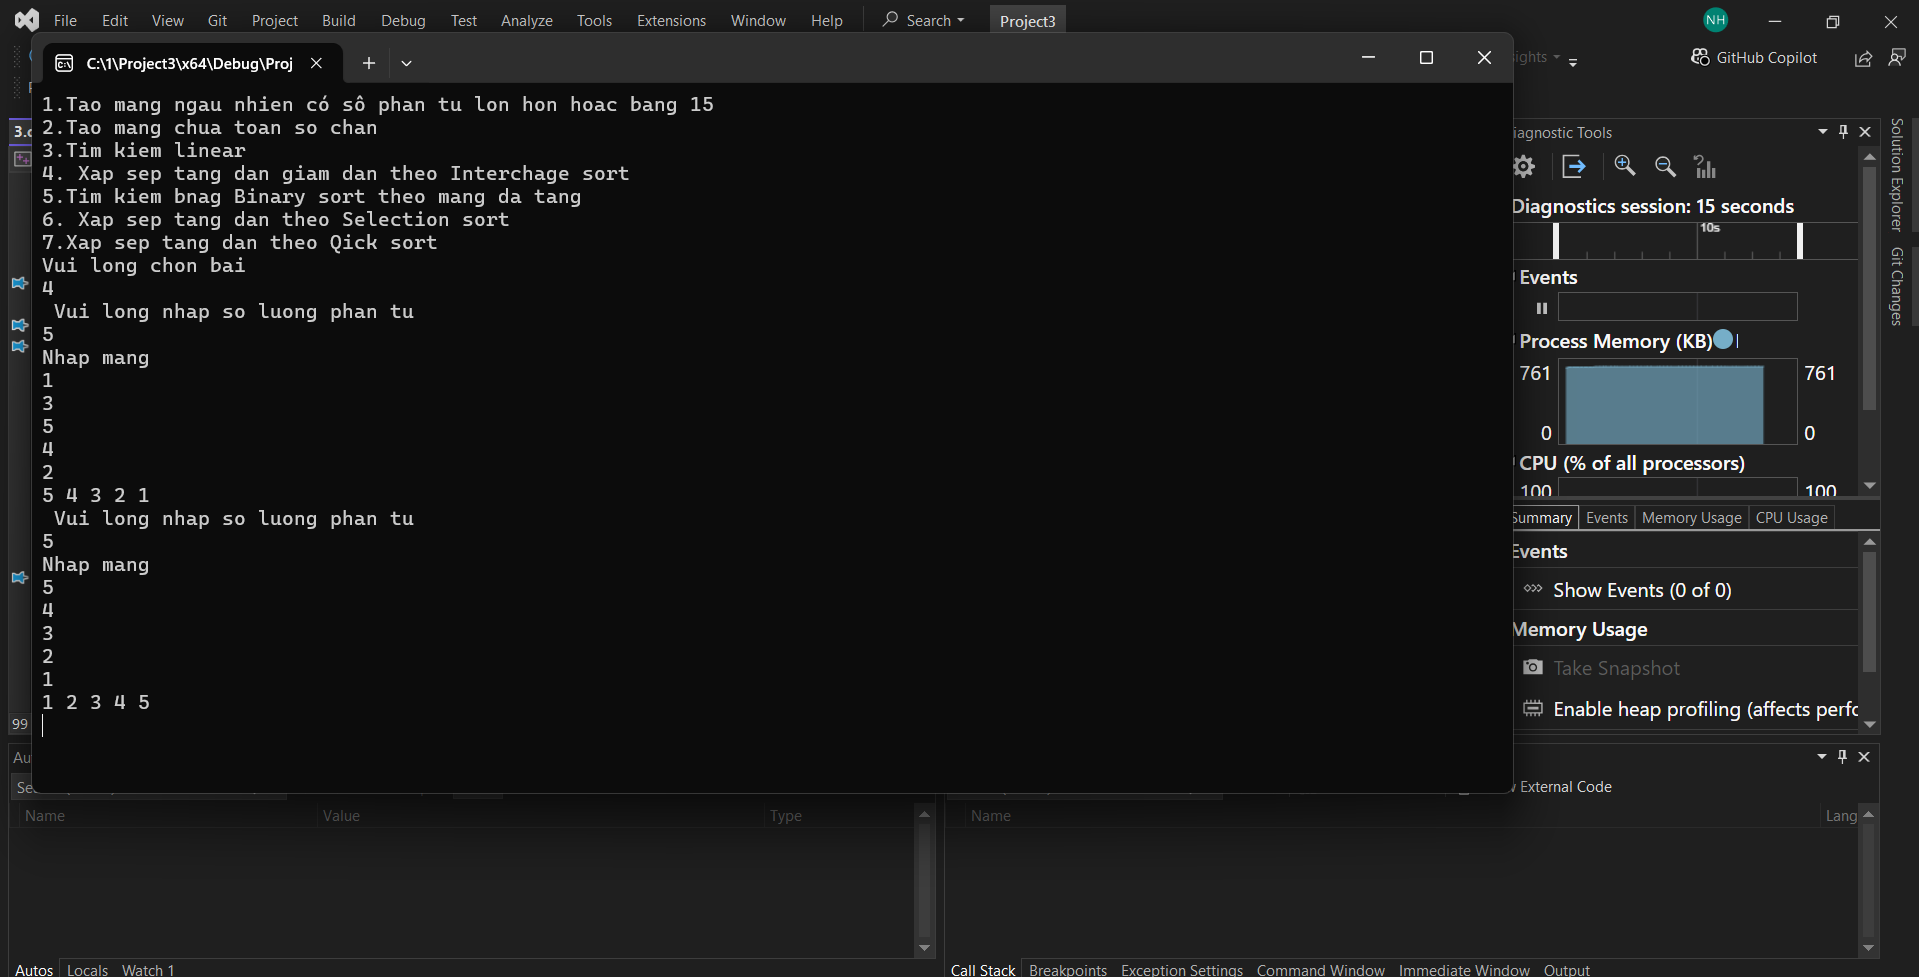 File Edit View Git Project Build Debug Test Analyze Tools Extensions Window Help Search Project3 NH
C:\1\Project3\x64\Debug\Proj
GitHub Copilot
1.Tao mang ngau nhien có sô phan tu lon hon hoac bang 15
2.Tao mang chua toan so chan
3.Tim kiem linear
4. Xap sep tang dan giam dan theo Interchage sort
5.Tim kiem bnag Binary sort theo mang da tang
6. Xap sep tang dan theo Selection sort
7.Xap sep tang dan theo Qick sort
Vui long chon bai
4
Vui long nhap so luong phan tu
5
Nhap mang
1
3
5
4
2
5 4 3 2 1
Vui long nhap so luong phan tu
5
Nhap mang
5
4
3
2
1
1 2 3 4 5
iagnostic Tools
Diagnostics session: 15 seconds
10s
Events
Process Memory (KB)
761 761
0 0
CPU (% of all processors)
100 100
Summary Events Memory Usage CPU Usage
Events
Show Events (0 of 0)
Memory Usage
Take Snapshot
Enable heap profiling (affects perfo
Solution Explorer
Git Changes
99
External Code
Name Value Type
Name Lang
Autos Locals Watch 1
Call Stack Breakpoints Exception Settings Command Window Immediate Window Output